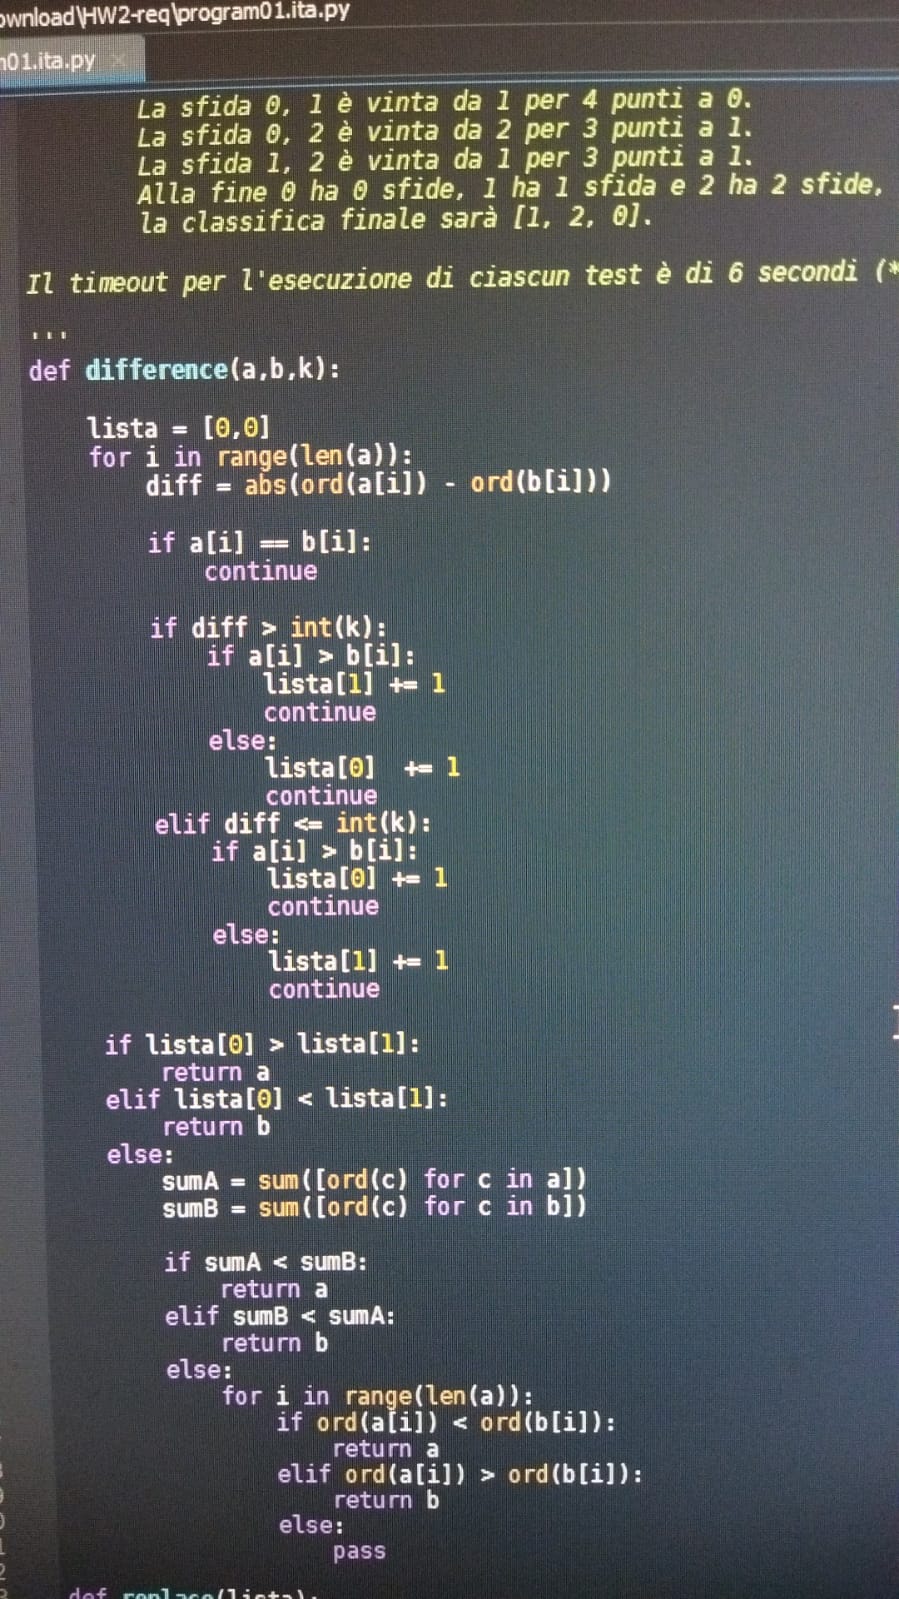 ownload\HW2-req\program01.ita.py
01.ita.py ×
La sfida 0, 1 è vinta da 1 per 4 punti a 0.
La sfida 0, 2 è vinta da 2 per 3 punti a 1.
La sfida 1, 2 è vinta da 1 per 3 punti a 1.
Alla fine 0 ha 0 sfide, 1 ha 1 sfida e 2 ha 2 sfide,
la classifica finale sarà [1, 2, 0].
Il timeout per l'esecuzione di ciascun test è di 6 secondi (*
'''
def difference(a,b,k):
lista = [0,0]
for i in range(len(a)):
diff = abs(ord(a[i]) - ord(b[i]))
if a[i] == b[i]:
continue
if diff > int(k):
if a[i] > b[i]:
lista[1] += 1
continue
else:
lista[0]  += 1
continue
elif diff <= int(k):
if a[i] > b[i]:
lista[0] += 1
continue
else:
lista[1] += 1
continue
if lista[0] > lista[1]:
return a
elif lista[0] < lista[1]:
return b
else:
sumA = sum([ord(c) for c in a])
sumB = sum([ord(c) for c in b])
if sumA < sumB:
return a
elif sumB < sumA:
return b
else:
for i in range(len(a)):
if ord(a[i]) < ord(b[i]):
return a
elif ord(a[i]) > ord(b[i]):
return b
else:
pass
def replace(lista):